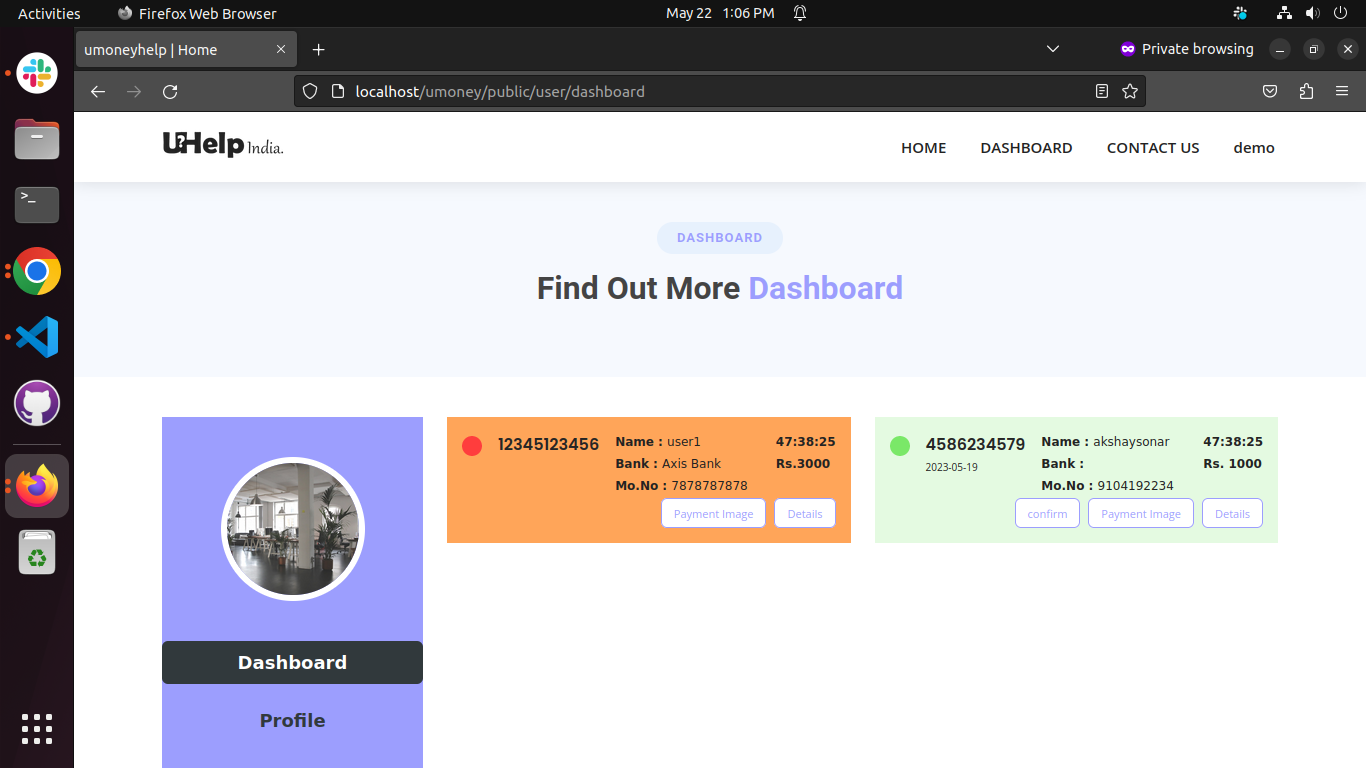 Activities
Firefox Web Browser
May 22 1:06 PM
umoneyhelp | Home
Private browsing
localhost/umoney/public/user/dashboard
U?Help India.
HOME
DASHBOARD
CONTACT US
demo
DASHBOARD
Find Out More Dashboard
12345123456
Name : user1
47:38:25
Bank : Axis Bank
Rs.3000
Mo.No : 7878787878
Payment Image
Details
4586234579
2023-05-19
Name : akshaysonar
47:38:25
Bank :
Rs. 1000
Mo.No : 9104192234
confirm
Payment Image
Details
Dashboard
Profile